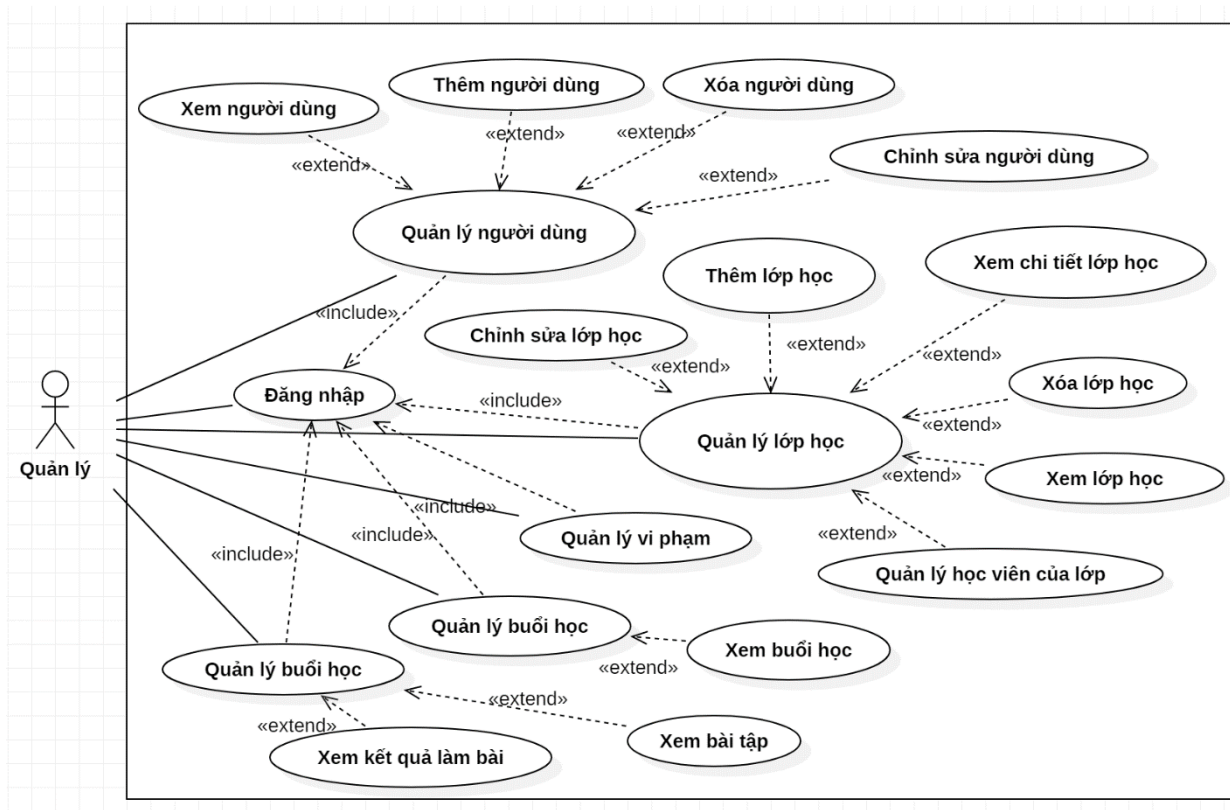 Thêm người dùng
Xóa người dùng
Xem người dùng
«extend»
«extend»
«extend»
Chỉnh sửa người dùng
«extend»
Quản lý người dùng
Thêm lớp học
Xem chi tiết lớp học
«include»
Chỉnh sửa lớp học
«extend»
«extend»
«extend»
Đăng nhập
Xóa lớp học
«include»
«extend»
Quản lý lớp học
Quản lý
«extend»
Xem lớp học
«include»
«extend»
«include»
Quản lý vi phạm
«include»
Quản lý học viên của lớp
Quản lý buổi học
Xem buổi học
«extend»
Quản lý buổi học
«extend»
«extend»
Xem bài tập
Xem kết quả làm bài